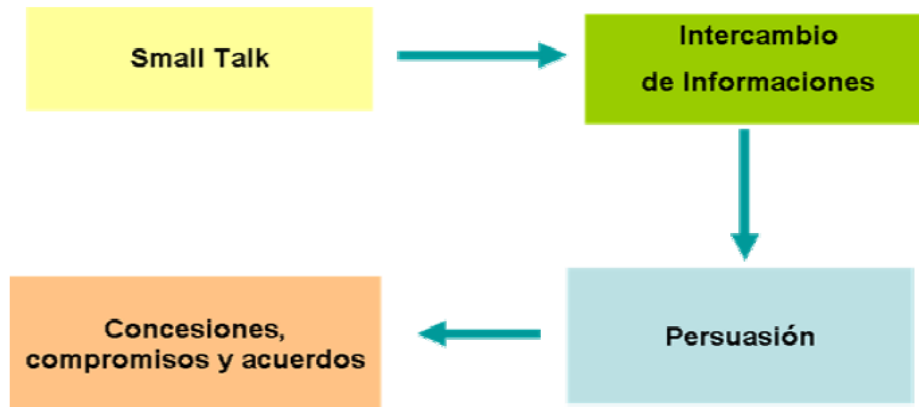 Small Talk
Intercambio
de Informaciones
Persuasión
Concesiones,
compromisos y acuerdos